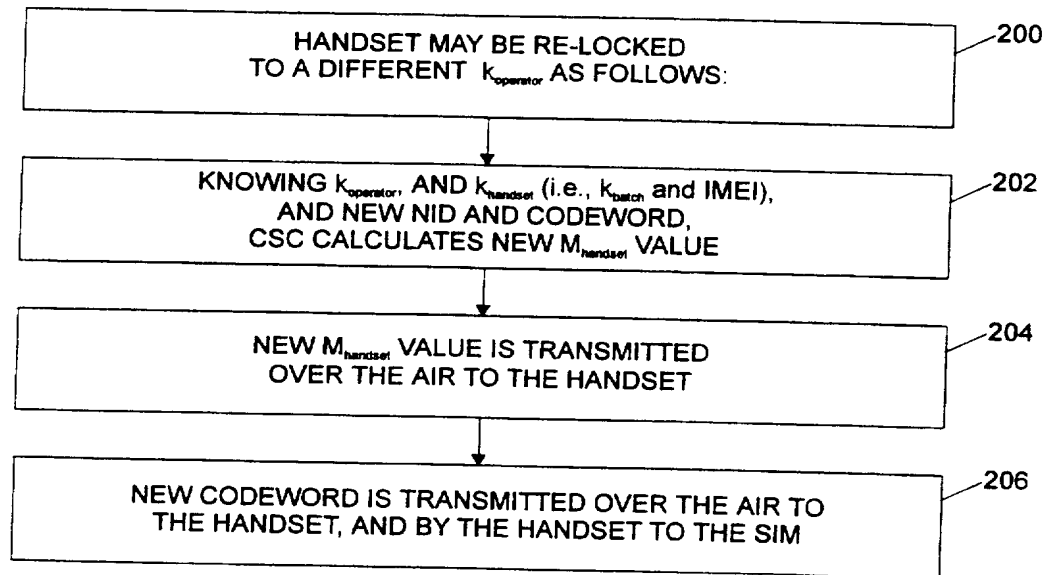 HANDSET MAY BE RE-LOCKED
TO A DIFFERENT k_operator AS FOLLOWS:
200
KNOWING k_operator, AND k_handset (i.e., k_batch and IMEI),
AND NEW NID AND CODEWORD,
CSC CALCULATES NEW M_handset VALUE
202
NEW M_handset VALUE IS TRANSMITTED
OVER THE AIR TO THE HANDSET
204
NEW CODEWORD IS TRANSMITTED OVER THE AIR TO
THE HANDSET, AND BY THE HANDSET TO THE SIM
206